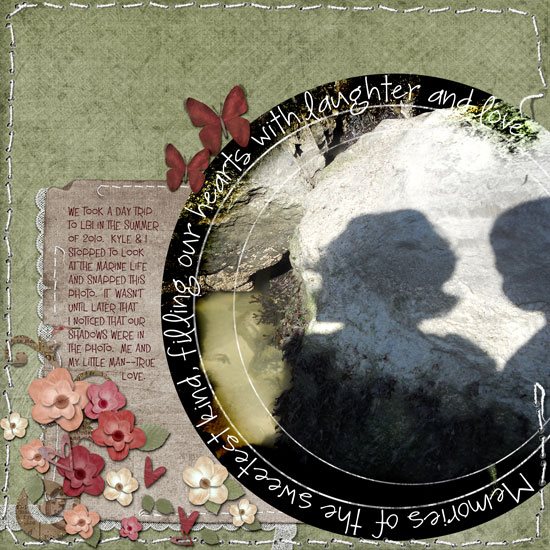 WE TOOK A DAY TRIP
TO LBI IN THE SUMMER
OF 2010. KYLE & I
STOPPED TO LOOK
AT THE MARINE LIFE
AND SNAPPED THIS
PHOTO. IT WASN'T
UNTIL LATER THAT
I NOTICED THAT OUR
SHADOWS WERE IN
THE PHOTO. ME AND
MY LITTLE MAN--TRUE
LOVE.
Memories of the sweetest kind, filling our hearts with laughter and love